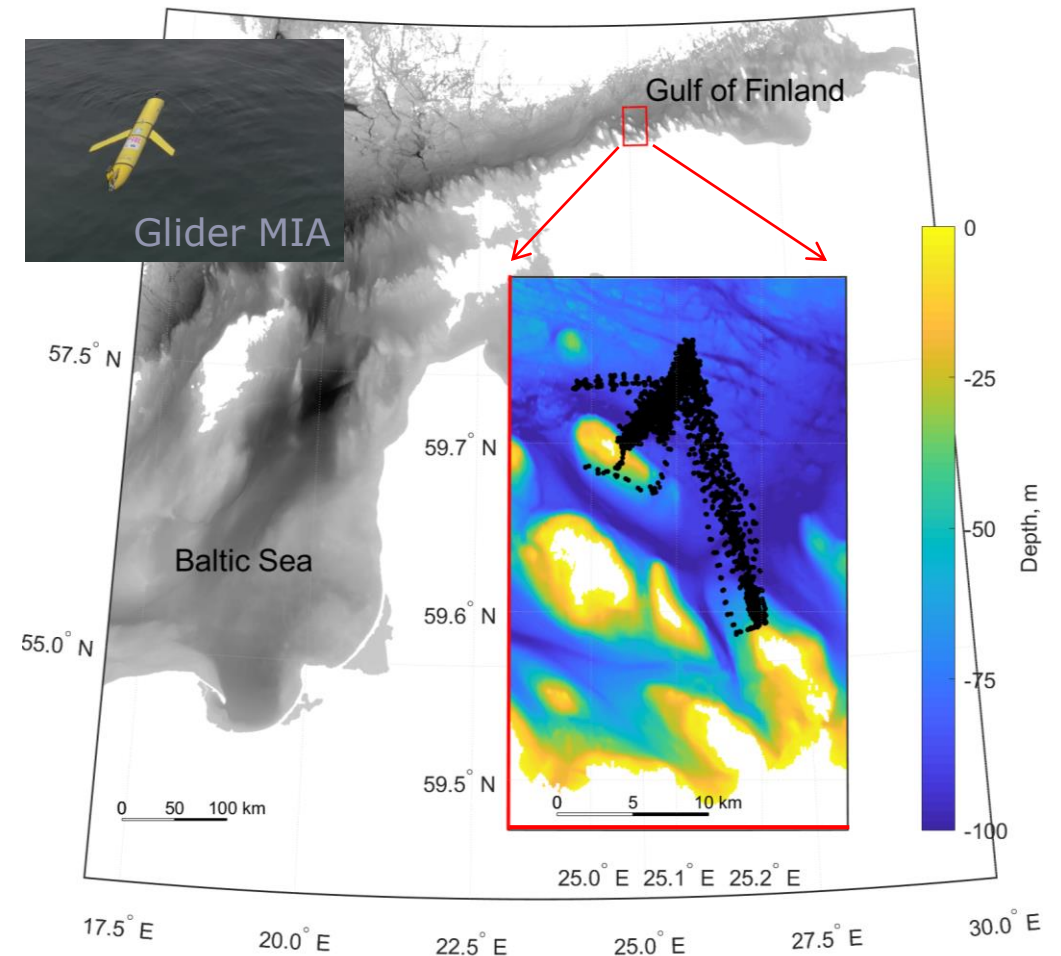 Gulf of Finland
Glider MIA
0
57.5° N
-25
59.7° N
-50
Depth, m
Baltic Sea
59.6° N
55.0° N
-75
59.5° N
0 50 100 km
0 5 10 km
-100
25.0° E 25.1° E 25.2° E
17.5° E 20.0° E 22.5° E 25.0° E 27.5° E 30.0° E